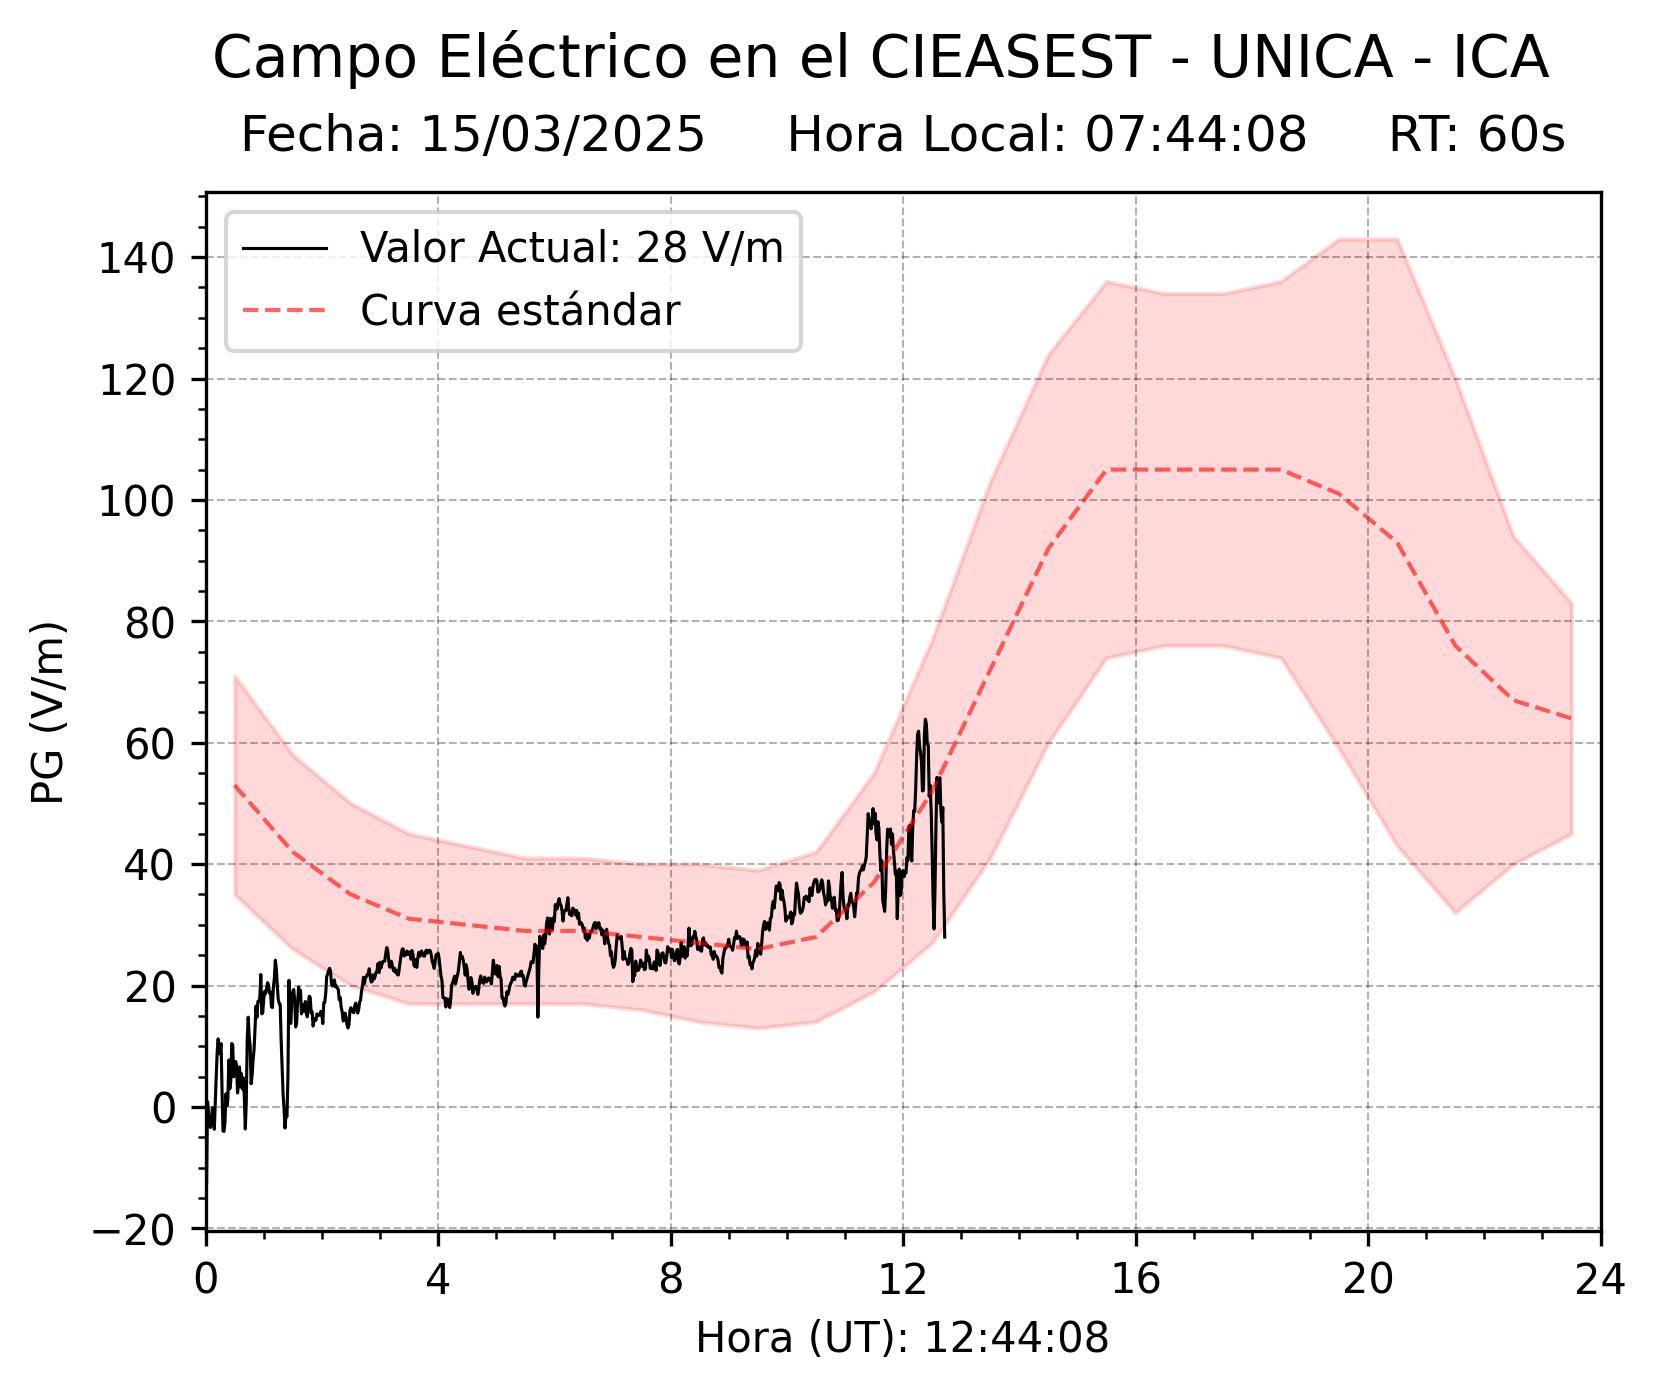 Campo Eléctrico en el CIEASEST - UNICA - ICA
Fecha: 15/03/2025 Hora Local: 07:44:08 RT: 60s
Valor Actual: 28 V/m
Curva estándar
140
120
100
80
60
40
20
0
−20
PG (V/m)
0 4 8 12 16 20 24
Hora (UT): 12:44:08